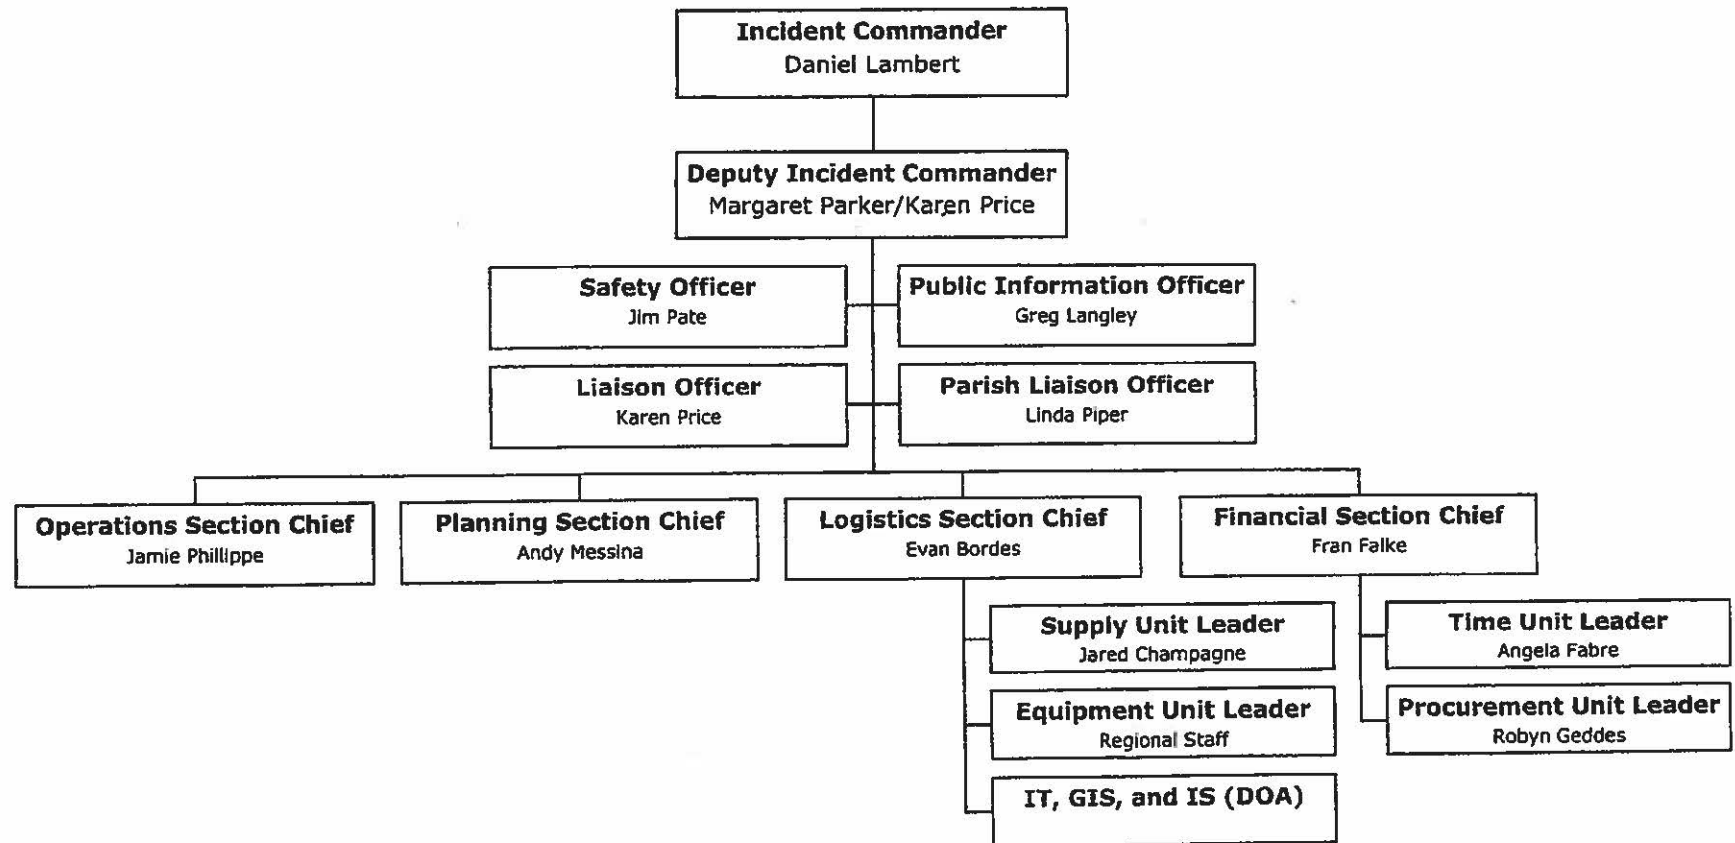 Incident Commander
Daniel Lambert
Deputy Incident Commander
Margaret Parker/Karen Price
Safety Officer
Jim Pate
Public Information Officer
Greg Langley
Liaison Officer
Karen Price
Parish Liaison Officer
Linda Piper
Operations Section Chief
Jamie Phillippe
Planning Section Chief
Andy Messina
Logistics Section Chief
Evan Bordes
Financial Section Chief
Fran Falke
Supply Unit Leader
Jared Champagne
Equipment Unit Leader
Regional Staff
IT, GIS, and IS (DOA)
Time Unit Leader
Angela Fabre
Procurement Unit Leader
Robyn Geddes